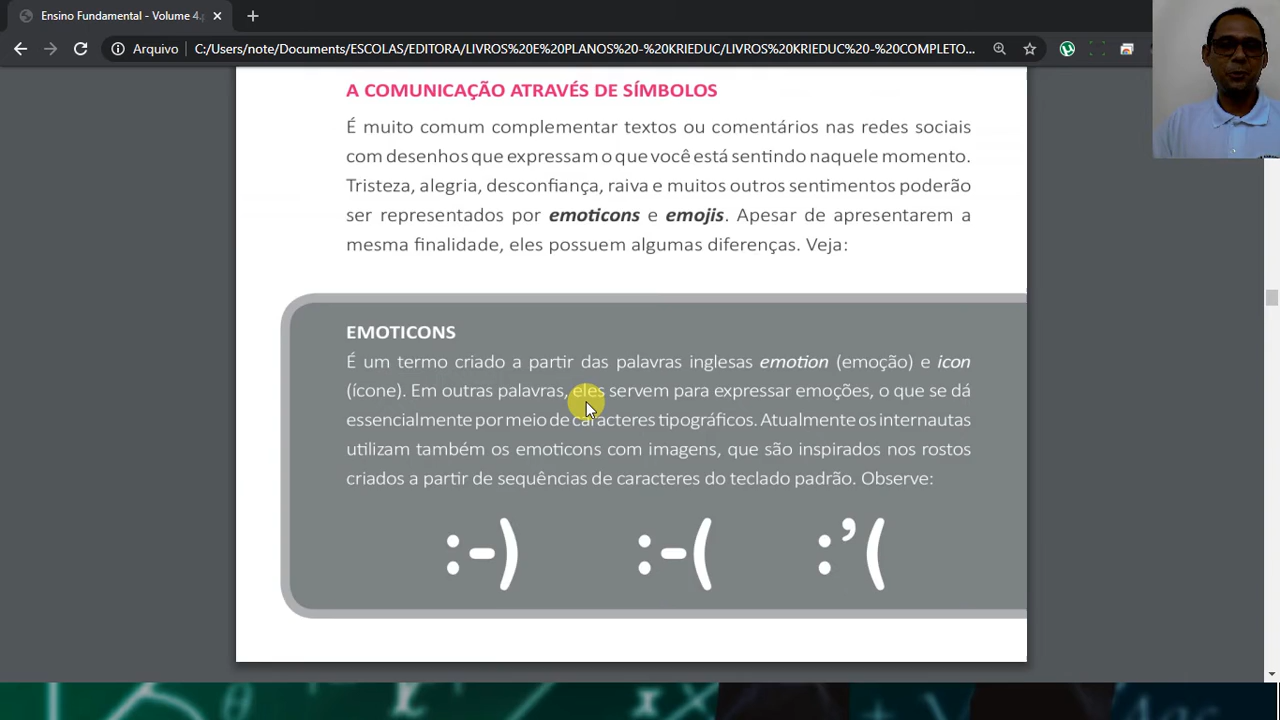 Ensino Fundamental - Volume 4.p
Arquivo
C:/Users/note/Documents/ESCOLAS/EDITORA/LIVROS%20E%20PLANOS%20-%20KRIEDUC/LIVROS%20KRIEDUC%20-%20COMPLETO...
A COMUNICAÇÃO ATRAVÉS DE SÍMBOLOS
É muito comum complementar textos ou comentários nas redes sociais
com desenhos que expressam o que você está sentindo naquele momento.
Tristeza, alegria, desconfiança, raiva e muitos outros sentimentos poderão
ser representados por emoticons e emojis. Apesar de apresentarem a
mesma finalidade, eles possuem algumas diferenças. Veja:
EMOTICONS
É um termo criado a partir das palavras inglesas emotion (emoção) e icon
(ícone). Em outras palavras, eles servem para expressar emoções, o que se dá
essencialmente por meio de caracteres tipográficos. Atualmente os internautas
utilizam também os emoticons com imagens, que são inspirados nos rostos
criados a partir de sequências de caracteres do teclado padrão. Observe:
:-) :-( :’(